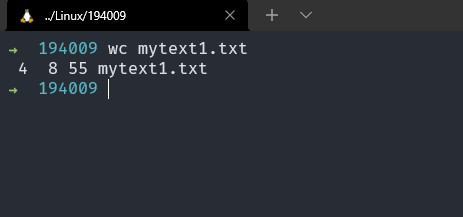 ../Linux/194009
→ 194009 wc mytext1.txt
 4  8 55 mytext1.txt
→ 194009